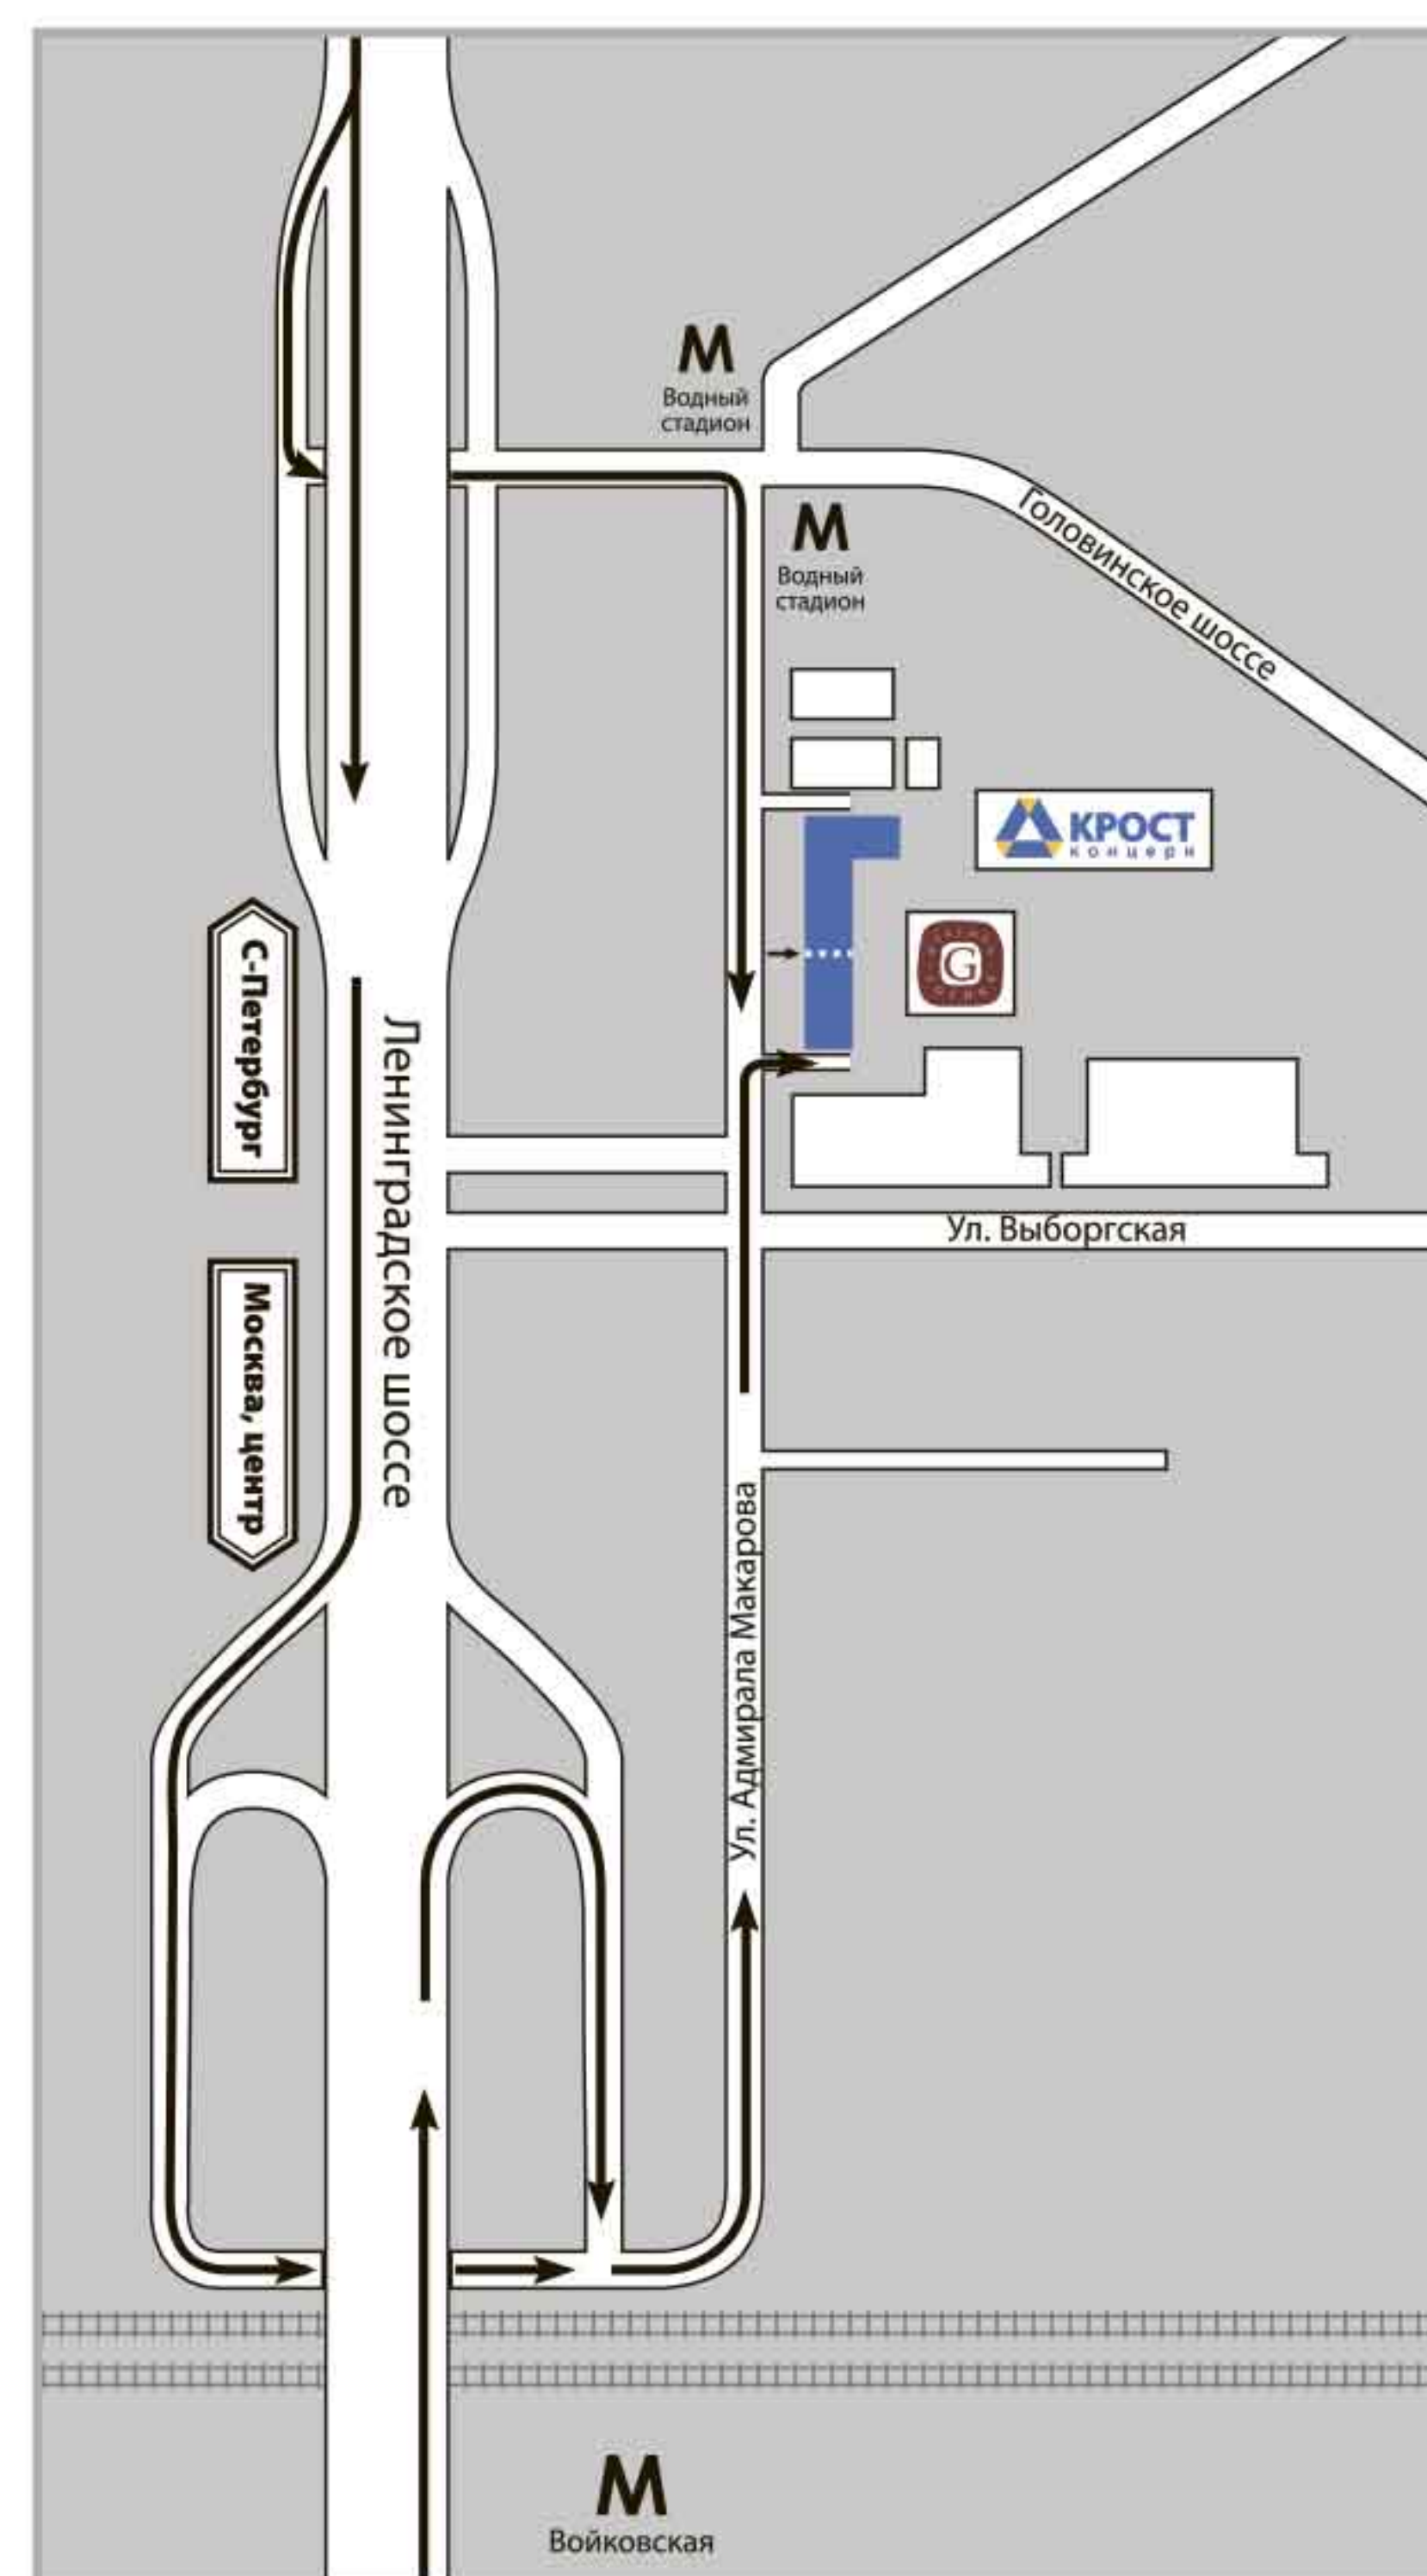 М
Водный
стадион
М
Водный
стадион
Головинское шоссе
КРОСТ
концерн
G
С-Петербург
Ленинградское шоссе
Ул. Выборгская
Москва, центр
Ул. Адмирала Макарова
М
Войковская